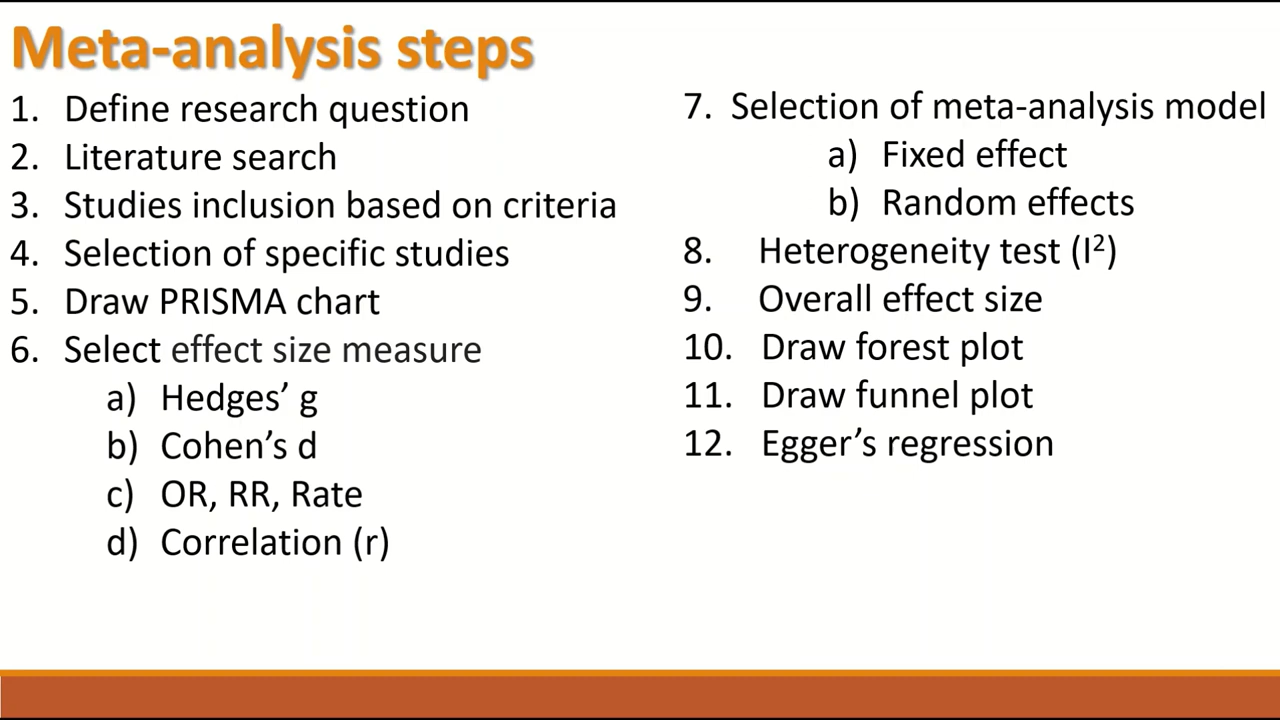 Meta-analysis steps
1. Define research question
2. Literature search
3. Studies inclusion based on criteria
4. Selection of specific studies
5. Draw PRISMA chart
6. Select effect size measure
a) Hedges’ g
b) Cohen’s d
c) OR, RR, Rate
d) Correlation (r)
7. Selection of meta-analysis model
a) Fixed effect
b) Random effects
8. Heterogeneity test (I²)
9. Overall effect size
10. Draw forest plot
11. Draw funnel plot
12. Egger’s regression